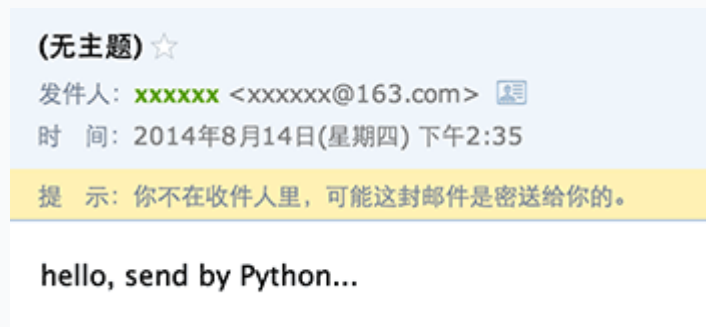 (无主题)
发件人：xxxxxx <xxxxxx@163.com>
时 间：2014年8月14日(星期四) 下午2:35
提 示：你不在收件人里，可能这封邮件是密送给你的。
hello, send by Python...